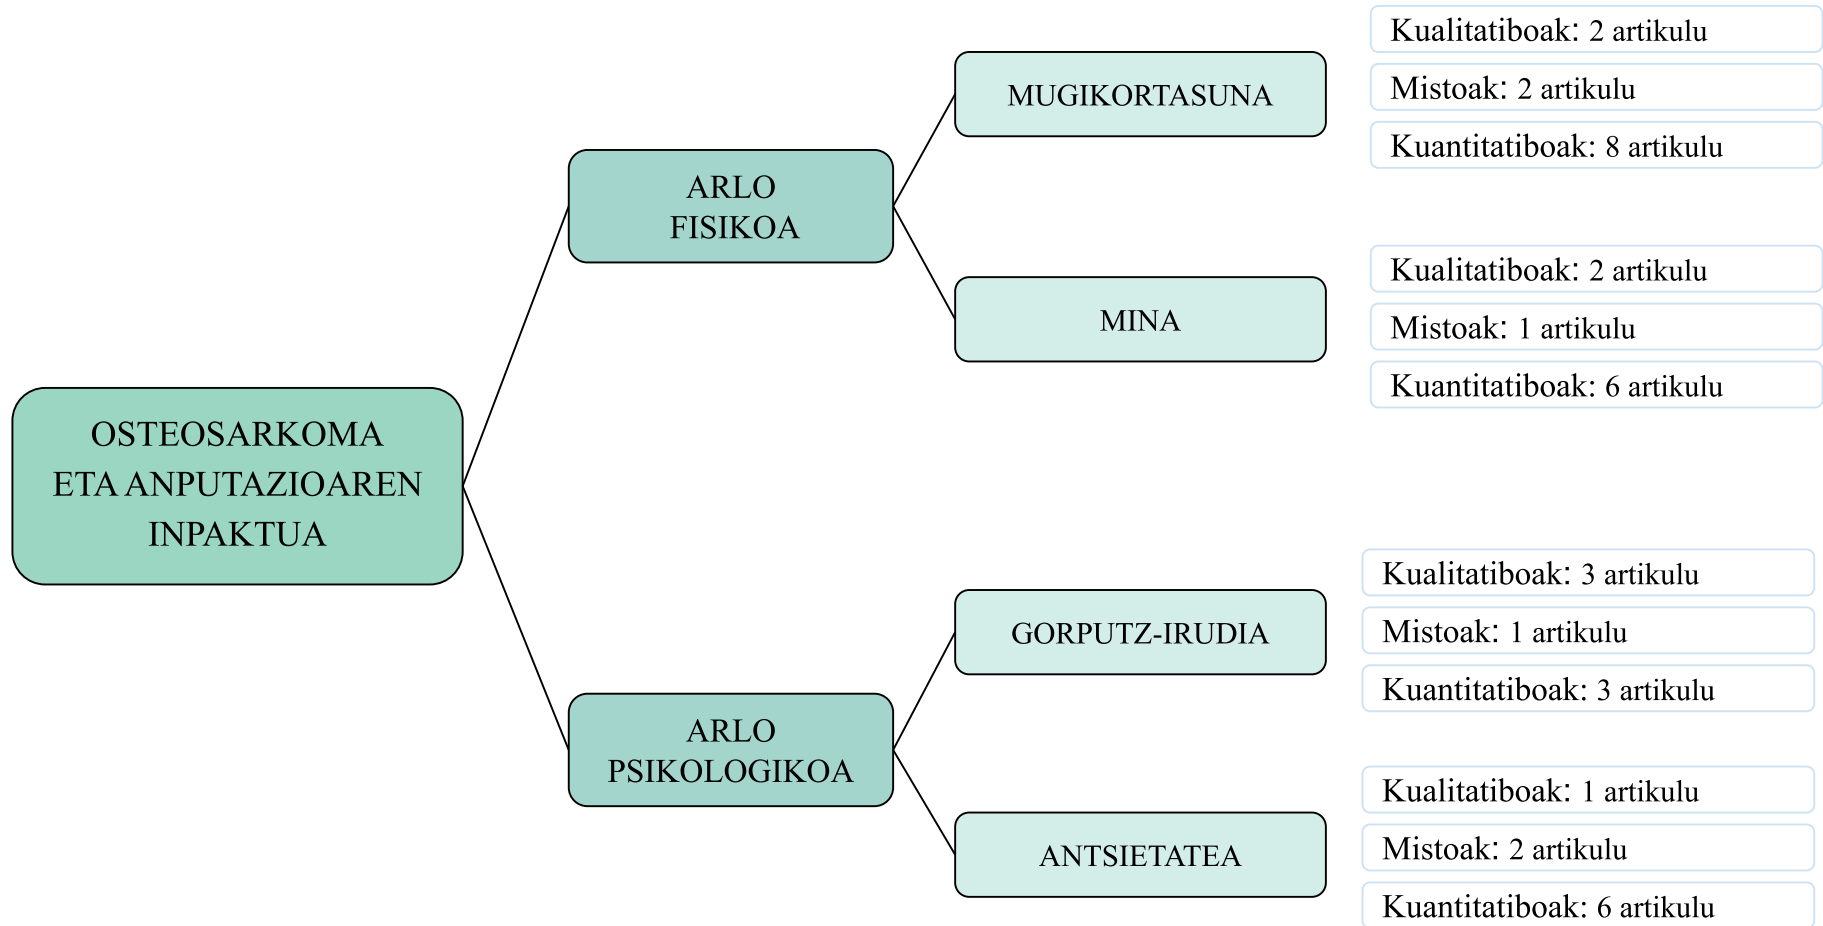 OSTEOSARKOMA
ETA ANPUTAZIOAREN
INPAKTUA
ARLO
FISIKOA
MUGIKORTASUNA
Kualitatiboak: 2 artikulu
Mistoak: 2 artikulu
Kuantitatiboak: 8 artikulu
MINA
Kualitatiboak: 2 artikulu
Mistoak: 1 artikulu
Kuantitatiboak: 6 artikulu
ARLO
PSIKOLOGIKOA
GORPUTZ-IRUDIA
Kualitatiboak: 3 artikulu
Mistoak: 1 artikulu
Kuantitatiboak: 3 artikulu
ANTSIETATEA
Kualitatiboak: 1 artikulu
Mistoak: 2 artikulu
Kuantitatiboak: 6 artikulu